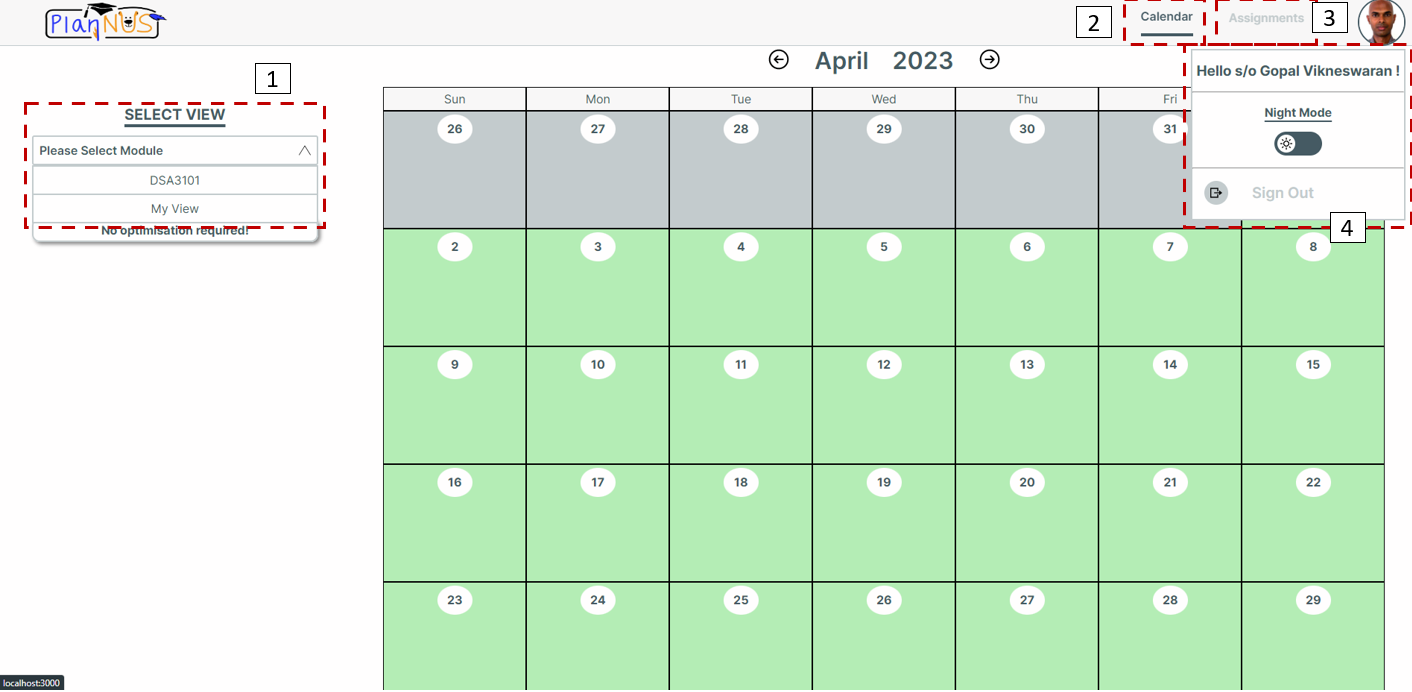 PlanNUS
2
Calendar
Assignments
3
April 2023
Hello s/o Gopal Vikneswaran !
1
SELECT VIEW
Please Select Module
DSA3101
My View
No optimisation required!
Night Mode
Sign Out
4
Sun Mon Tue Wed Thu Fri
26 27 28 29 30 31
2 3 4 5 6 7 8
9 10 11 12 13 14 15
16 17 18 19 20 21 22
23 24 25 26 27 28 29
localhost:3000